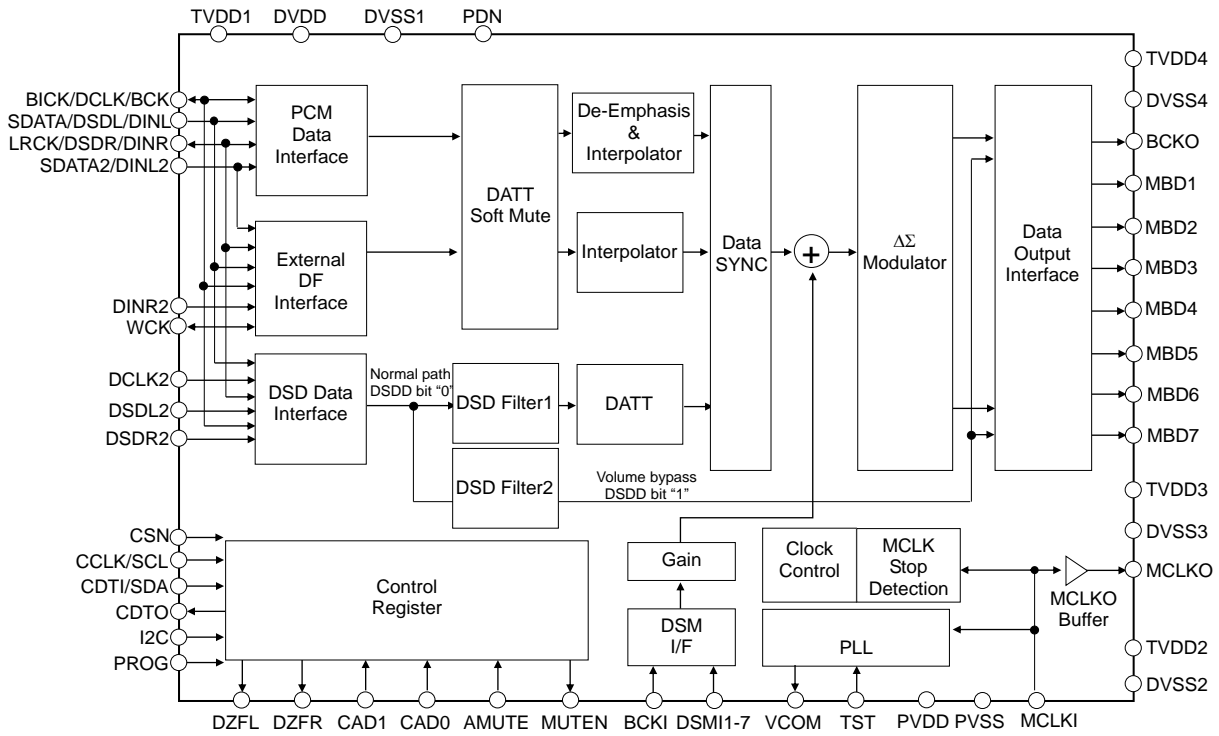 TVDD1
DVDD
DVSS1
PDN
BICK/DCLK/BCK
SDATA/DSDL/DINL
LRCK/DSDR/DINR
SDATA2/DINL2
DINR2
WCK
DCLK2
DSDL2
DSDR2
CSN
CCLK/SCL
CDTI/SDA
CDTO
I2C
PROG
PCM
Data
Interface
External
DF
Interface
DSD Data
Interface
DATT
Soft Mute
De-Emphasis
&
Interpolator
Interpolator
Normal path
DSDD bit “0”
DSD Filter1
DATT
DSD Filter2
Volume bypass
DSDD bit “1”
Data
SYNC
+
ΔΣ
Modulator
Data
Output
Interface
Control
Register
Gain
DSM
I/F
Clock
Control
MCLK
Stop
Detection
PLL
MCLKO
Buffer
TVDD4
DVSS4
BCKO
MBD1
MBD2
MBD3
MBD4
MBD5
MBD6
MBD7
TVDD3
DVSS3
MCLKO
TVDD2
DVSS2
DZFL
DZFR
CAD1
CAD0
AMUTE
MUTEN
BCKI
DSMI1-7
VCOM
TST
PVDD
PVSS
MCLKI